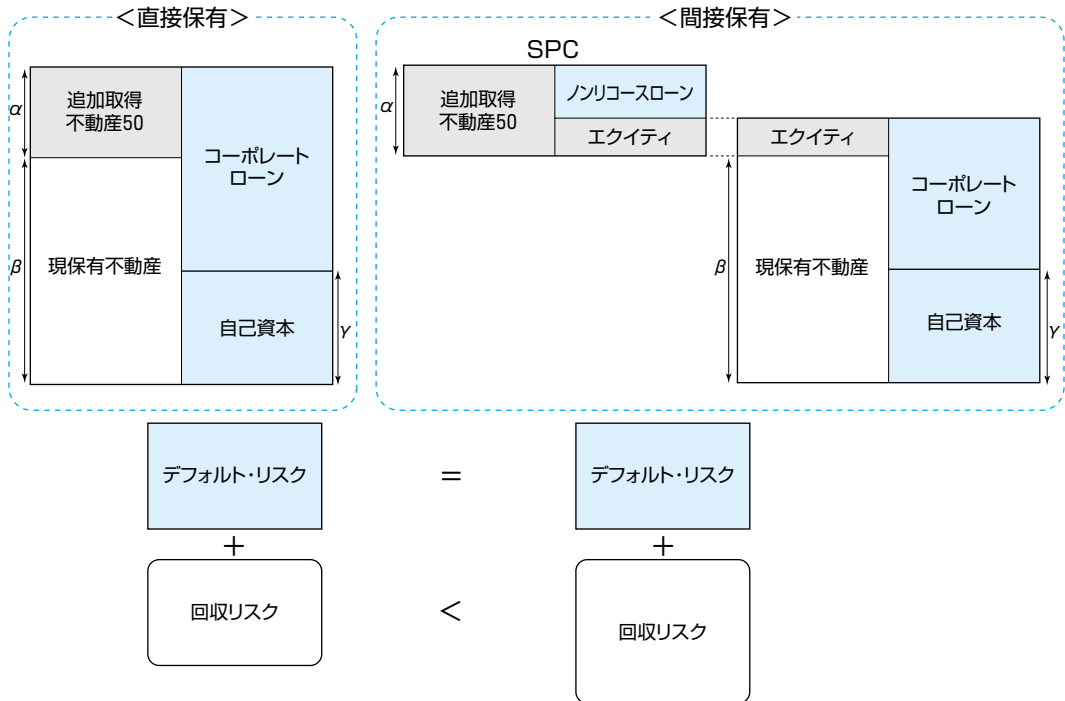 <直接保有>
α
追加取得
不動産50
コーポレート
ローン
β
現保有不動産
自己資本
γ
<間接保有>
SPC
α
追加取得
不動産50
ノンリコースローン
エクイティ
エクイティ
コーポレート
ローン
β
現保有不動産
自己資本
γ
デフォルト・リスク
=
デフォルト・リスク
+
+
回収リスク
<
回収リスク